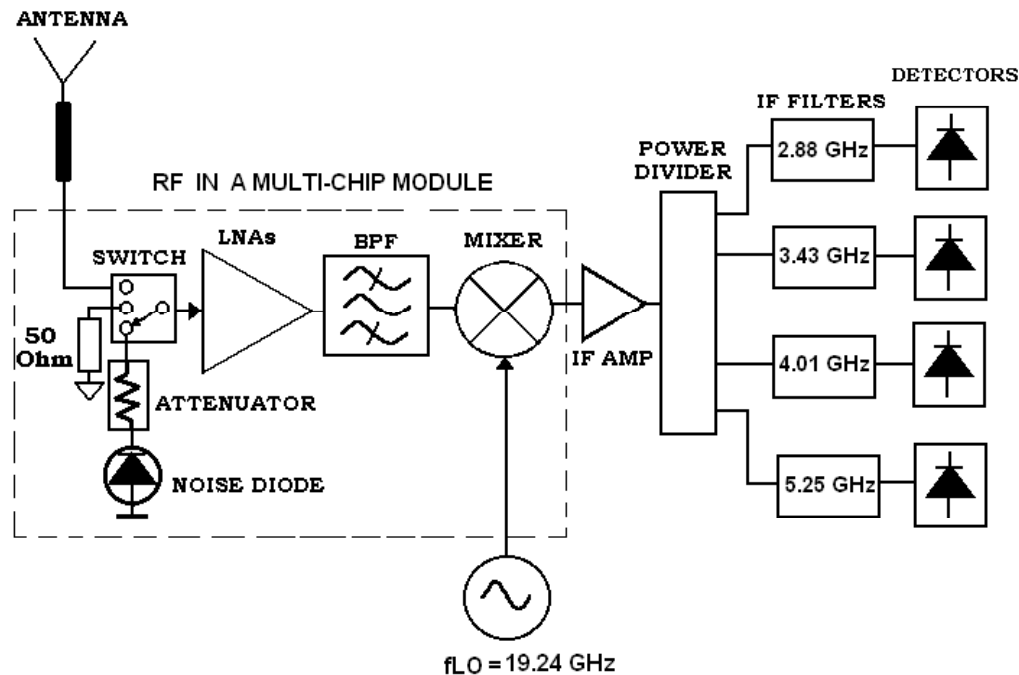 ANTENNA
DETECTORS
IF FILTERS
2.88 GHz
POWER
DIVIDER
RF IN A MULTI-CHIP MODULE
LNAs
BPF
MIXER
3.43 GHz
SWITCH
50
Ohm
IF AMP
4.01 GHz
ATTENUATOR
NOISE DIODE
5.25 GHz
fLO = 19.24 GHz